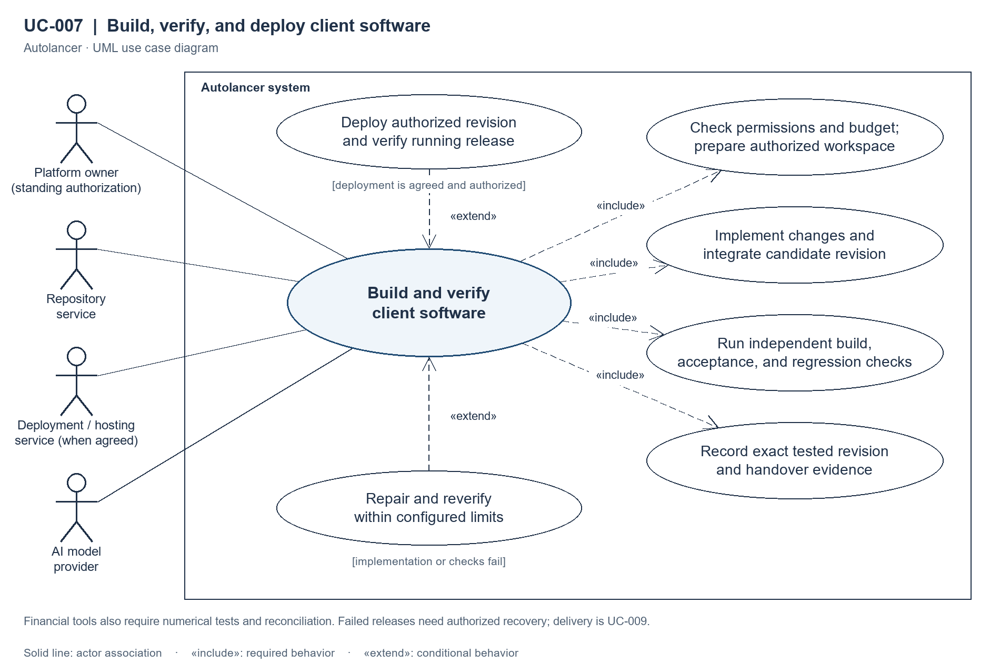 UC-007 | Build, verify, and deploy client software
Autolancer · UML use case diagram
Autolancer system
Platform owner
(standing authorization)
Repository
service
Deployment / hosting
service (when agreed)
AI model
provider
Deploy authorized revision
and verify running release
[deployment is agreed and authorized]
«extend»
Build and verify
client software
«extend»
Repair and reverify
within configured limits
[implementation or checks fail]
«include»
«include»
«include»
«include»
Check permissions and budget;
prepare authorized workspace
Implement changes and
integrate candidate revision
Run independent build,
acceptance, and regression checks
Record exact tested revision
and handover evidence
Financial tools also require numerical tests and reconciliation. Failed releases need authorized recovery; delivery is UC-009.
Solid line: actor association · «include»: required behavior · «extend»: conditional behavior